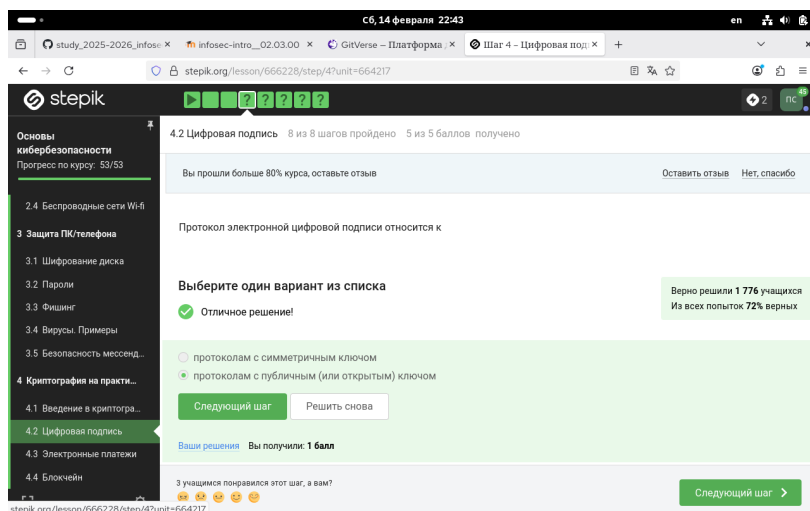 Сб, 14 февраля 22:43
en
study_2025-2026_infose
infosec-intro__02.03.00
GitVerse – Платформа
Шаг 4 – Цифровая под
stepik.org/lesson/666228/step/4?unit=664217
stepik
? ? ? ? ?
2
ПС
45
Основы кибербезопасности
Прогресс по курсу: 53/53
2.4 Беспроводные сети Wi-fi
3 Защита ПК/телефона
3.1 Шифрование диска
3.2 Пароли
3.3 Фишинг
3.4 Вирусы. Примеры
3.5 Безопасность мессенд...
4 Криптография на практи...
4.1 Введение в криптогра...
4.2 Цифровая подпись
4.3 Электронные платежи
4.4 Блокчейн
4.2 Цифровая подпись 8 из 8 шагов пройдено 5 из 5 баллов получено
Вы прошли больше 80% курса, оставьте отзыв
Оставить отзыв
Нет, спасибо
Протокол электронной цифровой подписи относится к
Выберите один вариант из списка
Отличное решение!
Верно решили 1 776 учащихся
Из всех попыток 72% верных
протоколам с симметричным ключом
протоколам с публичным (или открытым) ключом
Следующий шаг
Решить снова
Ваши решения Вы получили: 1 балл
3 учащимся понравился этот шаг, а вам?
Следующий шаг
stepik.org/lesson/666228/step/4?unit=664217